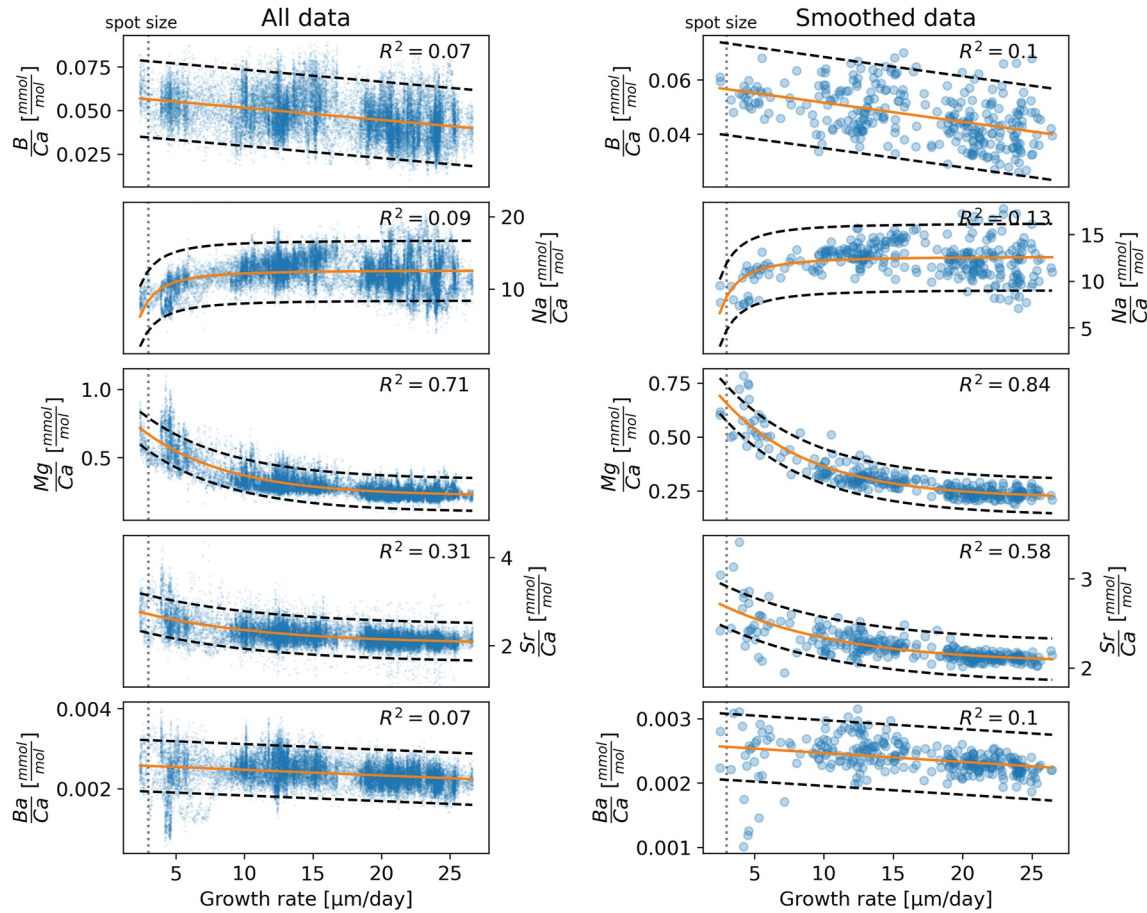 All data
Smoothed data
spot size
spot size
R² = 0.07
R² = 0.1
0.075
0.050
0.025
B/Ca [mmol/mol]
0.06
0.04
B/Ca [mmol/mol]
R² = 0.09
R² = 0.13
20
10
Na/Ca [mmol/mol]
15
10
5
Na/Ca [mmol/mol]
R² = 0.71
R² = 0.84
1.0
0.5
Mg/Ca [mmol/mol]
0.75
0.50
0.25
Mg/Ca [mmol/mol]
R² = 0.31
R² = 0.58
4
2
Sr/Ca [mmol/mol]
3
2
Sr/Ca [mmol/mol]
R² = 0.07
R² = 0.1
0.004
0.002
Ba/Ca [mmol/mol]
0.003
0.002
0.001
Ba/Ca [mmol/mol]
5 10 15 20 25
5 10 15 20 25
Growth rate [µm/day]
Growth rate [µm/day]